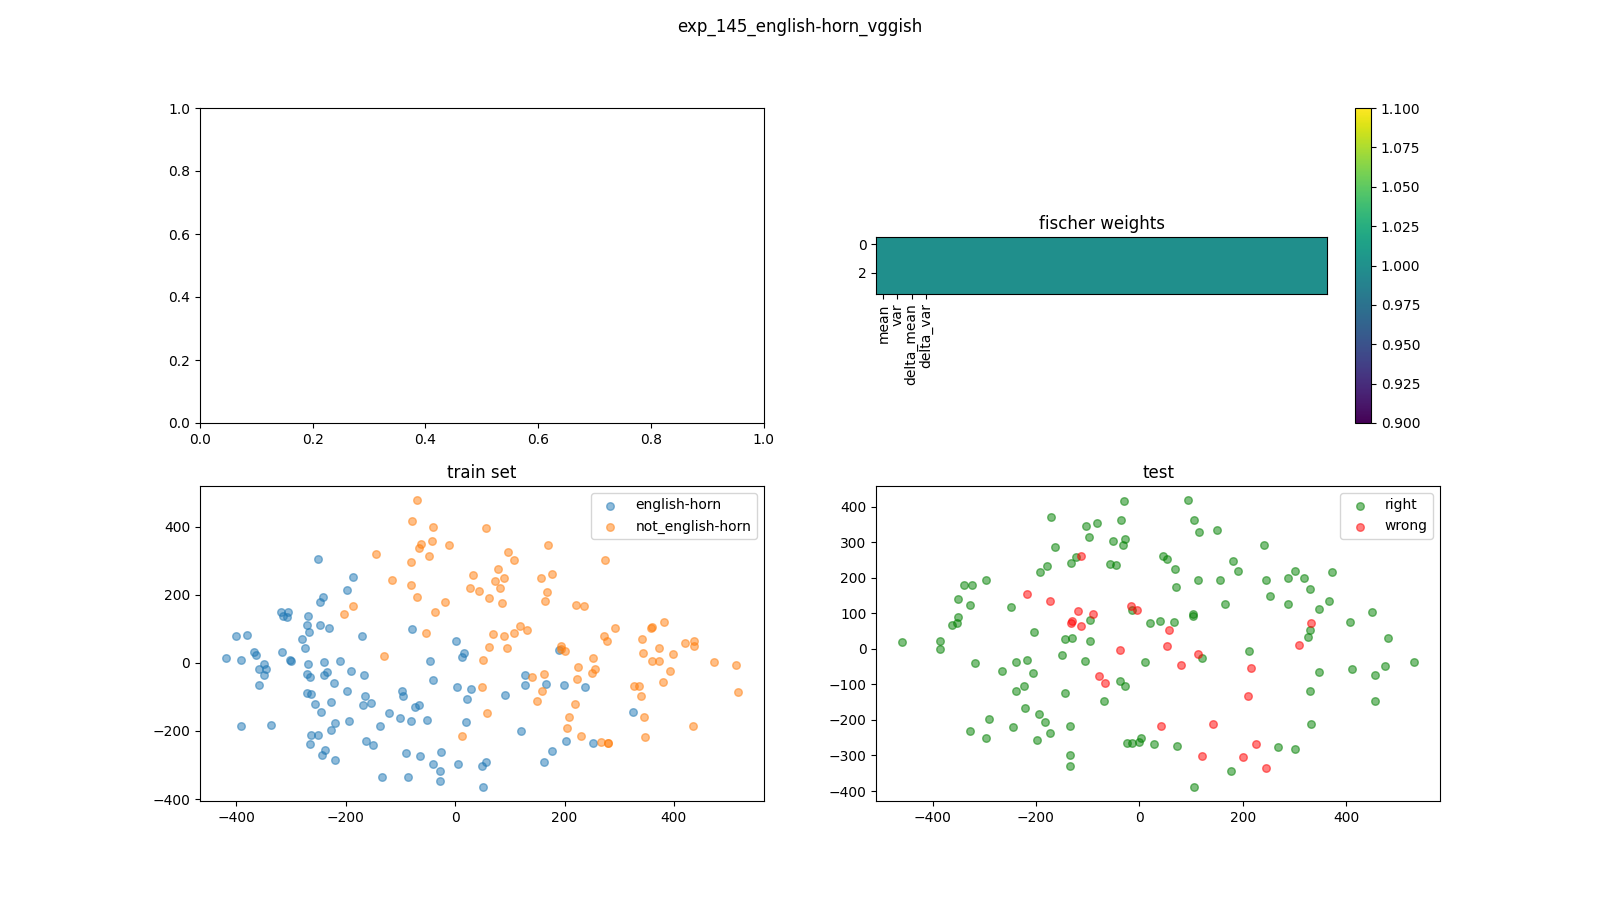 exp_145_english-horn_vggish
1.0
0.8
0.6
0.4
0.2
0.0
0.0 0.2 0.4 0.6 0.8 1.0
fischer weights
0
2
mean
var
delta_mean
delta_var
1.100
1.075
1.050
1.025
1.000
0.975
0.950
0.925
0.900
train set
english-horn
not_english-horn
400
200
0
−200
−400
−400 −200 0 200 400
test
right
wrong
400
300
200
100
0
−100
−200
−300
−400
−400 −200 0 200 400